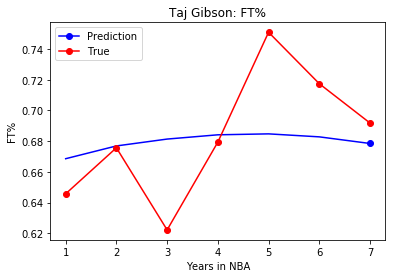 Taj Gibson: FT%
Prediction
True
FT%
0.74
0.72
0.70
0.68
0.66
0.64
0.62
1 2 3 4 5 6 7
Years in NBA